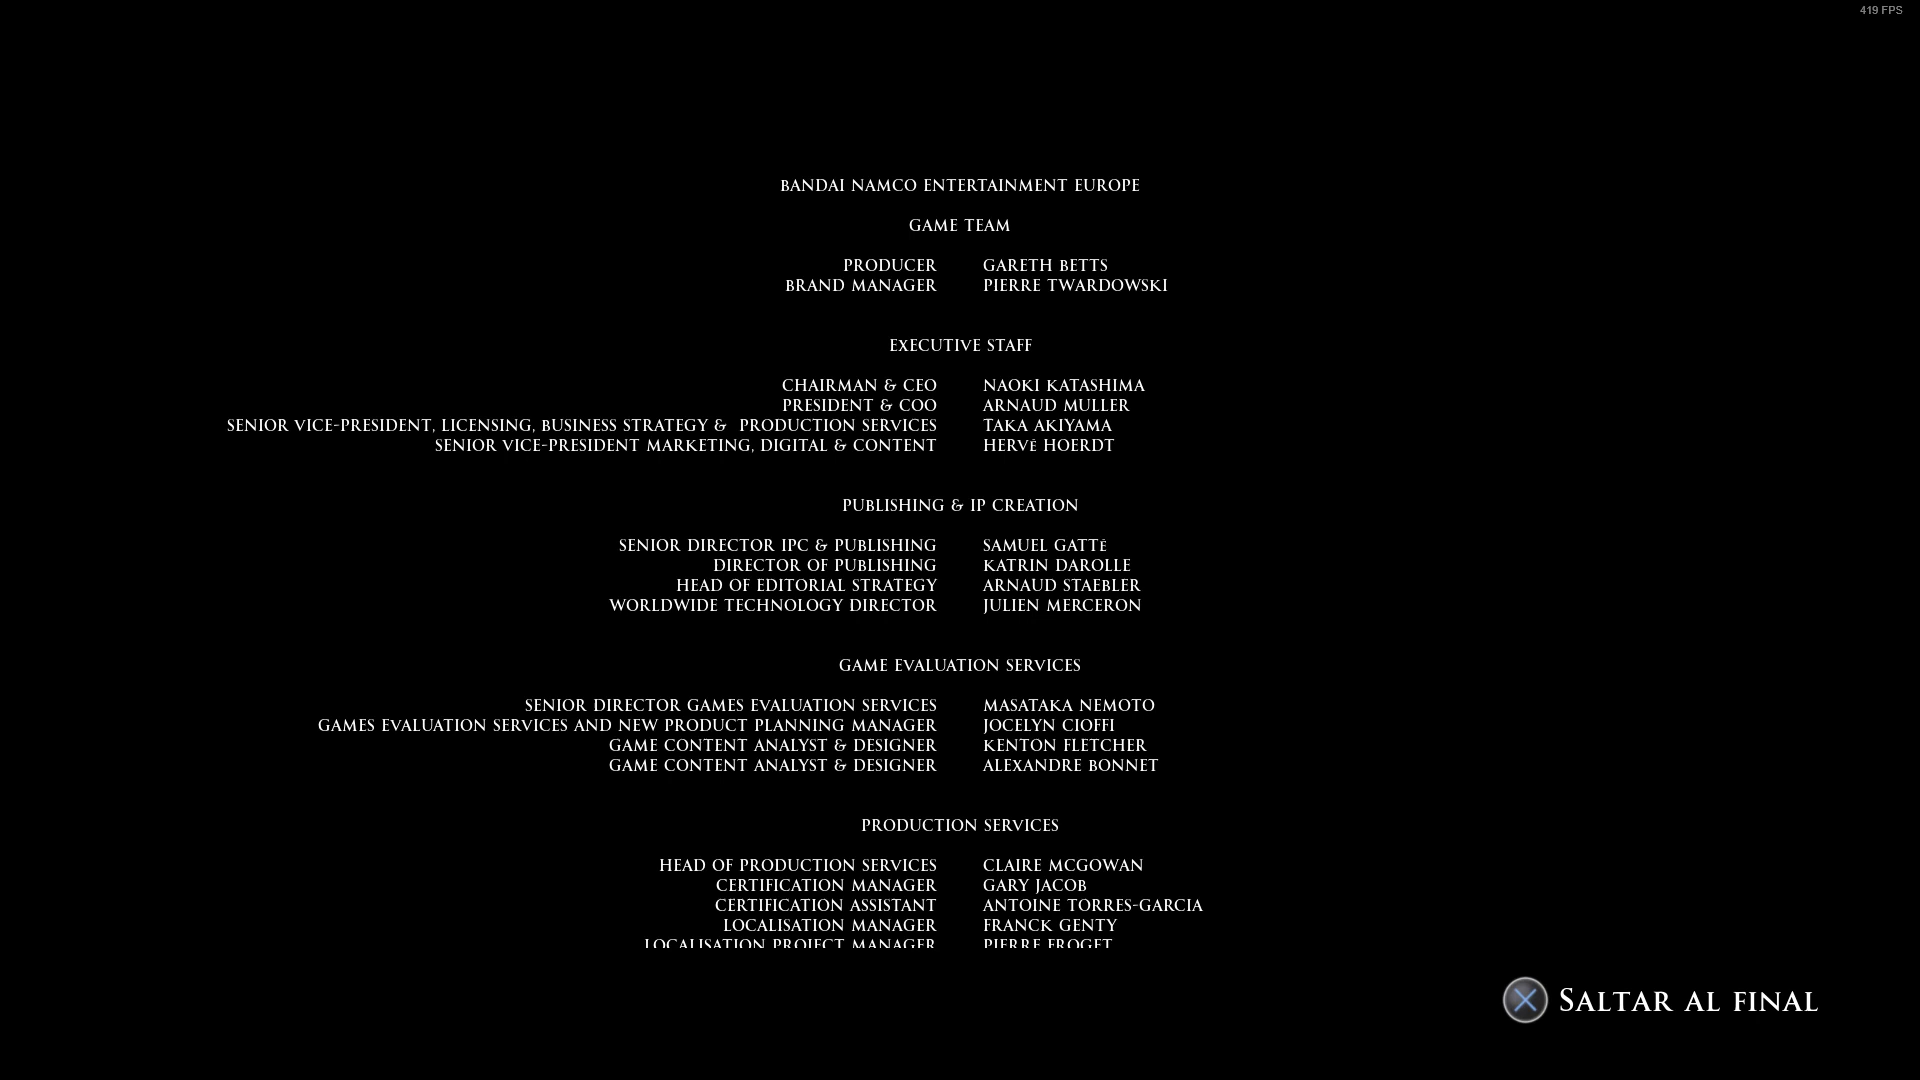 419 FPS
BANDAI NAMCO ENTERTAINMENT EUROPE
GAME TEAM
PRODUCER GARETH BETTS
BRAND MANAGER PIERRE TWARDOWSKI
EXECUTIVE STAFF
CHAIRMAN & CEO NAOKI KATASHIMA
PRESIDENT & COO ARNAUD MULLER
SENIOR VICE-PRESIDENT, LICENSING, BUSINESS STRATEGY & PRODUCTION SERVICES TAKA AKIYAMA
SENIOR VICE-PRESIDENT MARKETING, DIGITAL & CONTENT HERVÉ HOERDT
PUBLISHING & IP CREATION
SENIOR DIRECTOR IPC & PUBLISHING SAMUEL GATTÉ
DIRECTOR OF PUBLISHING KATRIN DAROLLE
HEAD OF EDITORIAL STRATEGY ARNAUD STAEBLER
WORLDWIDE TECHNOLOGY DIRECTOR JULIEN MERCERON
GAME EVALUATION SERVICES
SENIOR DIRECTOR GAMES EVALUATION SERVICES MASATAKA NEMOTO
GAMES EVALUATION SERVICES AND NEW PRODUCT PLANNING MANAGER JOCELYN CIOFFI
GAME CONTENT ANALYST & DESIGNER KENTON FLETCHER
GAME CONTENT ANALYST & DESIGNER ALEXANDRE BONNET
PRODUCTION SERVICES
HEAD OF PRODUCTION SERVICES CLAIRE MCGOWAN
CERTIFICATION MANAGER GARY JACOB
CERTIFICATION ASSISTANT ANTOINE TORRES-GARCIA
LOCALISATION MANAGER FRANCK GENTY
LOCALISATION PROJECT MANAGER PIERRE FROGET
SALTAR AL FINAL